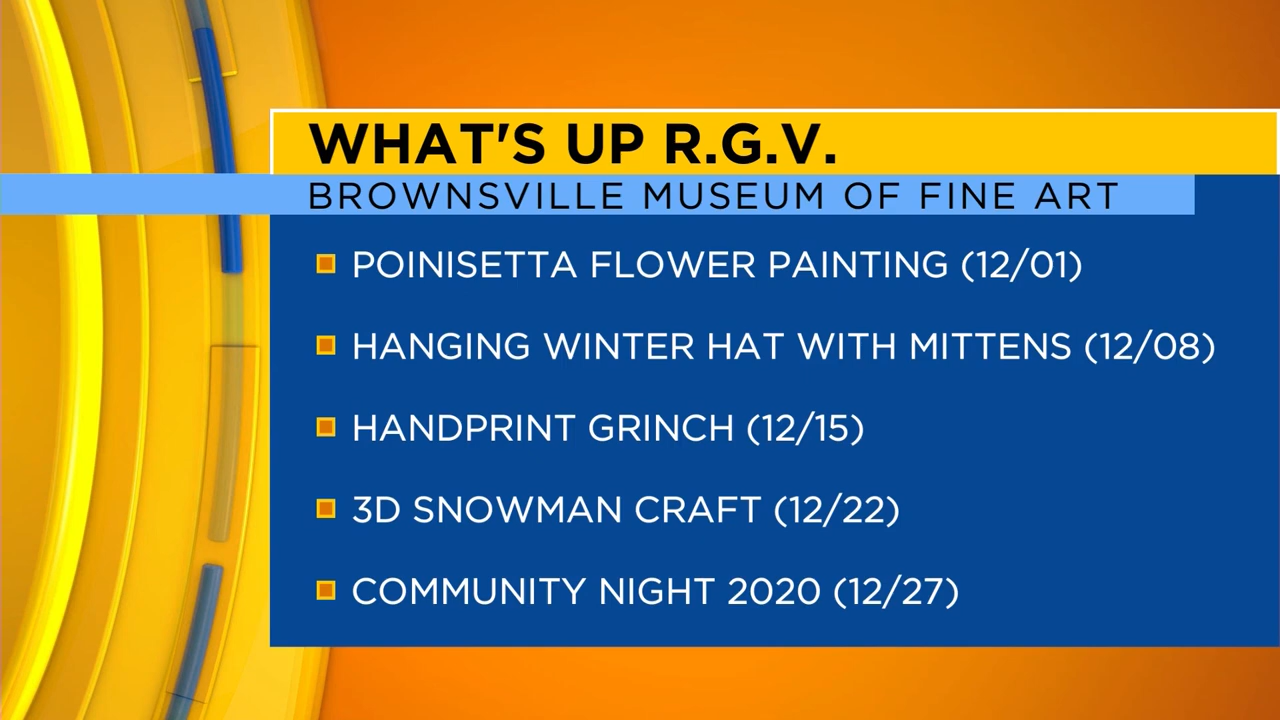 WHAT'S UP R.G.V.
BROWNSVILLE MUSEUM OF FINE ART
POINISETTA FLOWER PAINTING (12/01)
HANGING WINTER HAT WITH MITTENS (12/08)
HANDPRINT GRINCH (12/15)
3D SNOWMAN CRAFT (12/22)
COMMUNITY NIGHT 2020 (12/27)